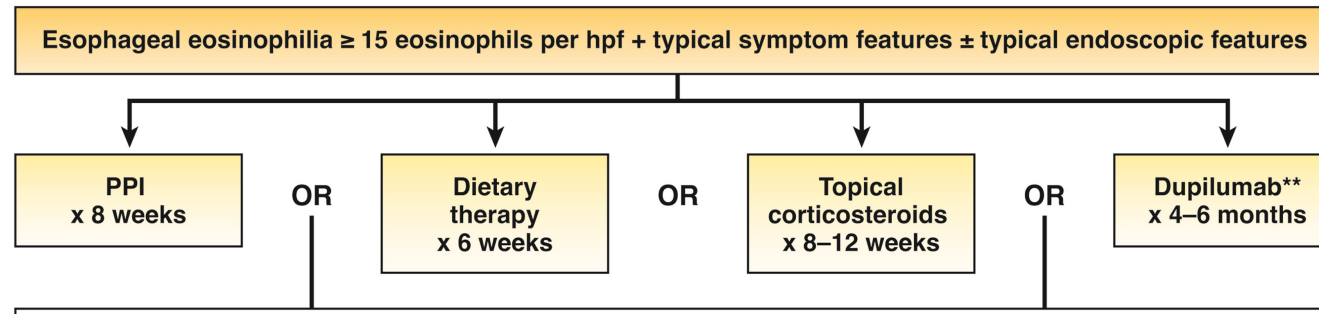 Esophageal eosinophilia ≥ 15 eosinophils per hpf + typical symptom features ± typical endoscopic features
PPI
x 8 weeks
OR
Dietary
therapy
x 6 weeks
OR
Topical
corticosteroids
x 8–12 weeks
OR
Dupilumab**
x 4–6 months